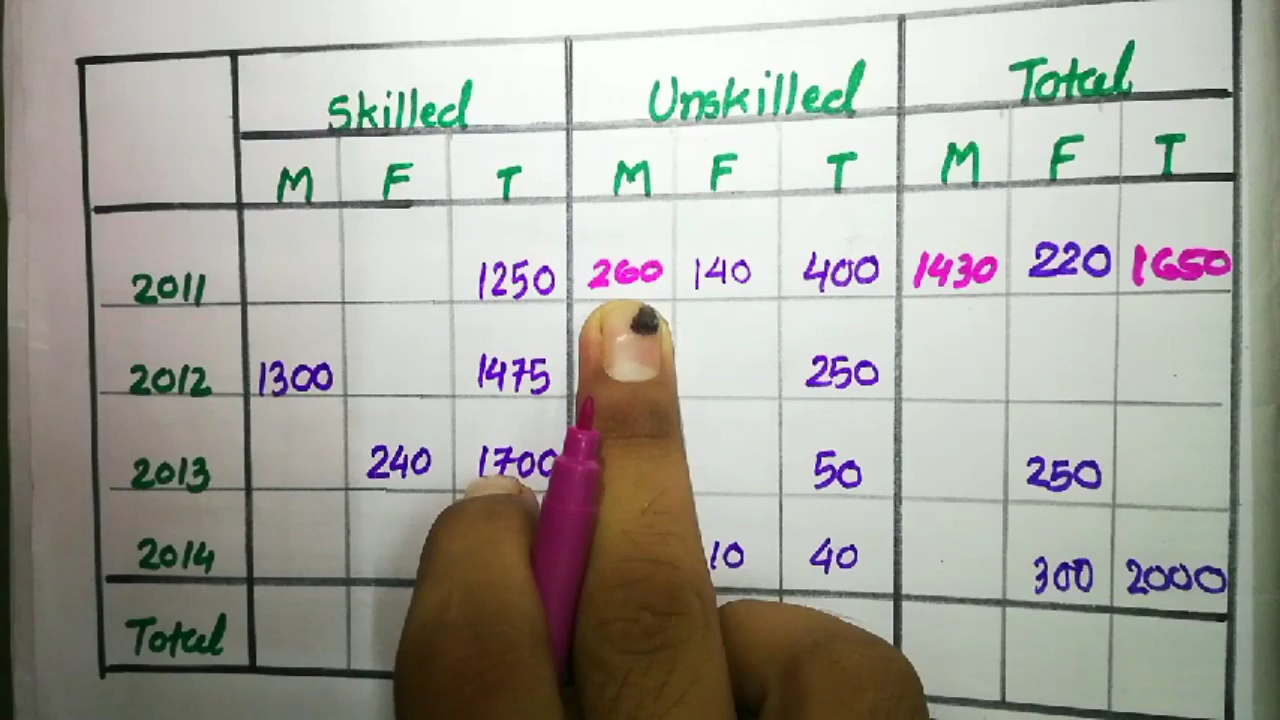 Skilled Unskilled Total
M F T M F T M F T
2011 1250 260 140 400 1430 220 1650
2012 1300 1475 250
2013 240 1700 50 250
2014 10 40 300 2000
Total